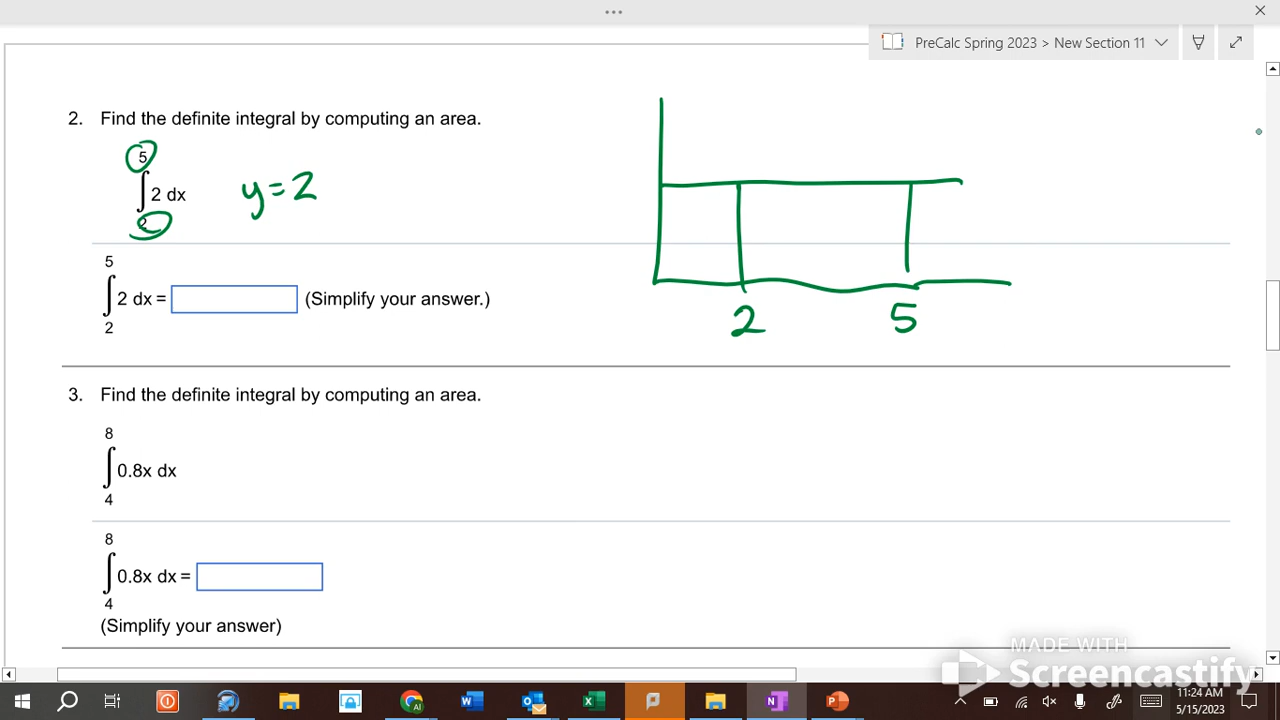 PreCalc Spring 2023 > New Section 11
2. Find the definite integral by computing an area.
5
∫ 2 dx y=2
2
5
∫ 2 dx = (Simplify your answer.)
2
2 5
3. Find the definite integral by computing an area.
8
∫ 0.8x dx
4
8
∫ 0.8x dx =
4
(Simplify your answer)
MADE WITH
Screencastify
11:24 AM
5/15/2023